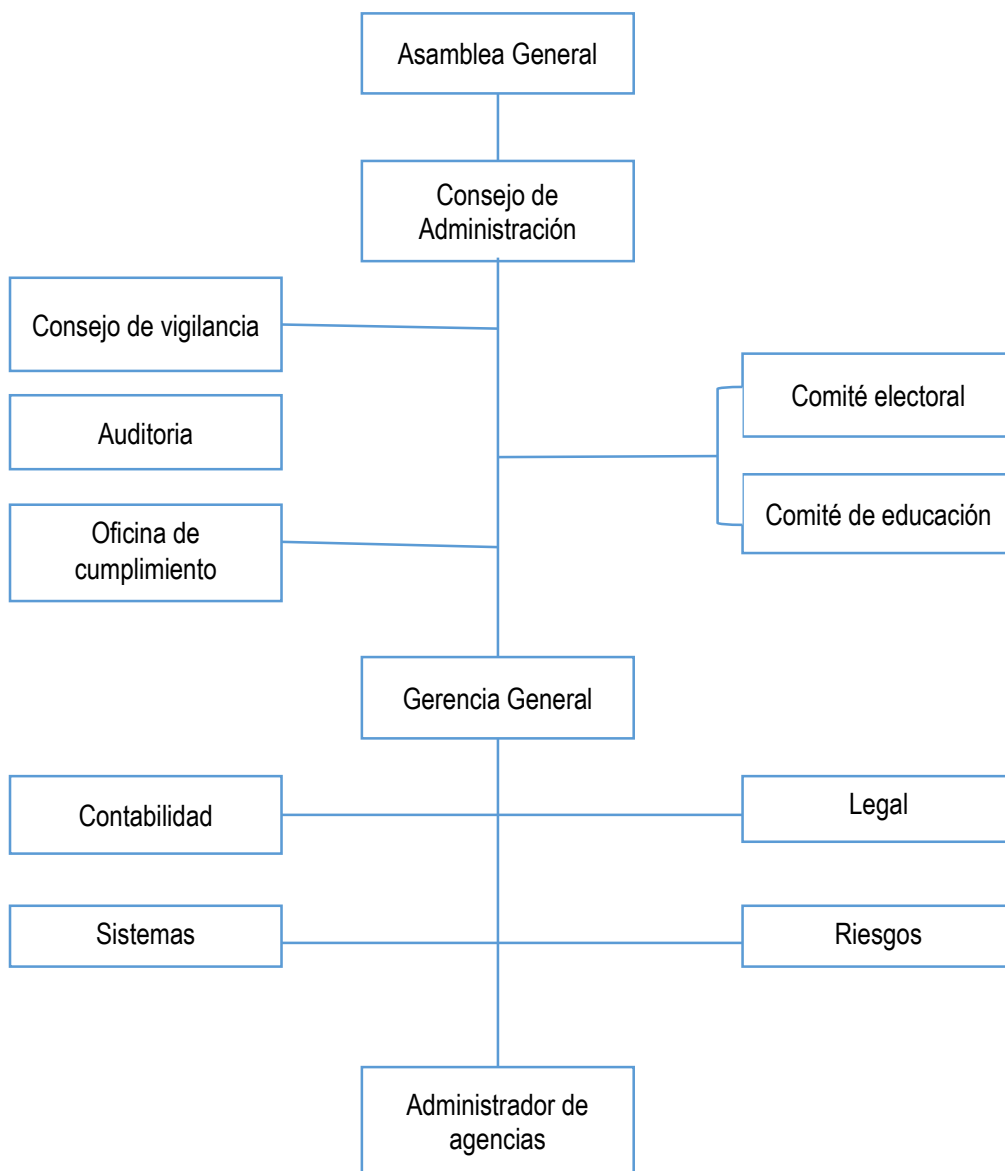 Asamblea General
Consejo de
Administración
Consejo de vigilancia
Comité electoral
Auditoria
Comité de educación
Oficina de
cumplimiento
Gerencia General
Contabilidad
Legal
Sistemas
Riesgos
Administrador de
agencias